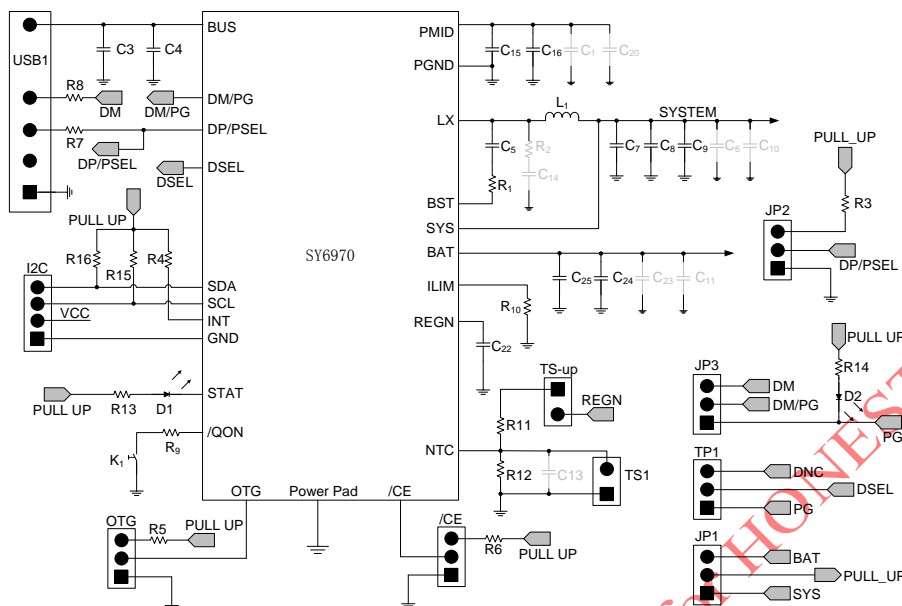 USB1
BUS
C3
C4
R8
DM
DM/PG
DM/PG
R7
DP/PSEL
DP/PSEL
DSEL
DSEL
PULL UP
R16
R15
R4
I2C
SDA
SCL
VCC
INT
GND
PULL UP
R13
D1
STAT
/QON
R9
K1
SY6970
OTG
Power Pad
/CE
OTG
R5
PULL UP
/CE
R6
PULL UP
PMID
C15
C16
C1
C20
PGND
LX
L1
SYSTEM
C5
R2
C7
C8
C9
C6
C10
R1
C14
BST
SYS
BAT
C25
C24
C23
C11
ILIM
R10
REGN
C22
TS-up
REGN
R11
NTC
R12
C13
TS1
PULL_UP
R3
JP2
DP/PSEL
PULL UP
R14
JP3
DM
DM/PG
D2
PG
TP1
DNC
DSEL
PG
JP1
BAT
PULL_UP
SYS
for HONEST